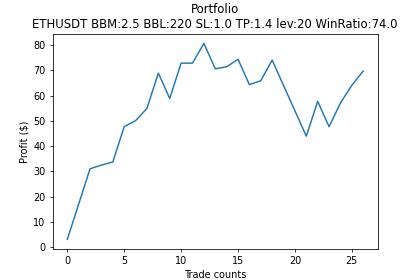 Portfolio
ETHUSDT BBM:2.5 BBL:220 SL:1.0 TP:1.4 lev:20 WinRatio:74.0
80
70
60
50
40
30
20
10
0
Profit ($)
0 5 10 15 20 25
Trade counts